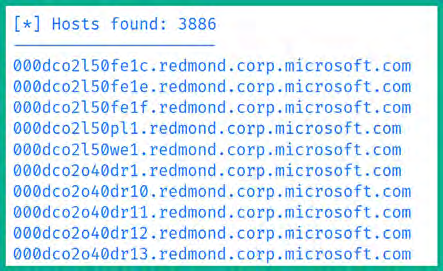 [*] Hosts found: 3886
---------------------
000dco2l50fe1c.redmond.corp.microsoft.com
000dco2l50fe1e.redmond.corp.microsoft.com
000dco2l50fe1f.redmond.corp.microsoft.com
000dco2l50pl1.redmond.corp.microsoft.com
000dco2l50we1.redmond.corp.microsoft.com
000dco2o40dr1.redmond.corp.microsoft.com
000dco2o40dr10.redmond.corp.microsoft.com
000dco2o40dr11.redmond.corp.microsoft.com
000dco2o40dr12.redmond.corp.microsoft.com
000dco2o40dr13.redmond.corp.microsoft.com